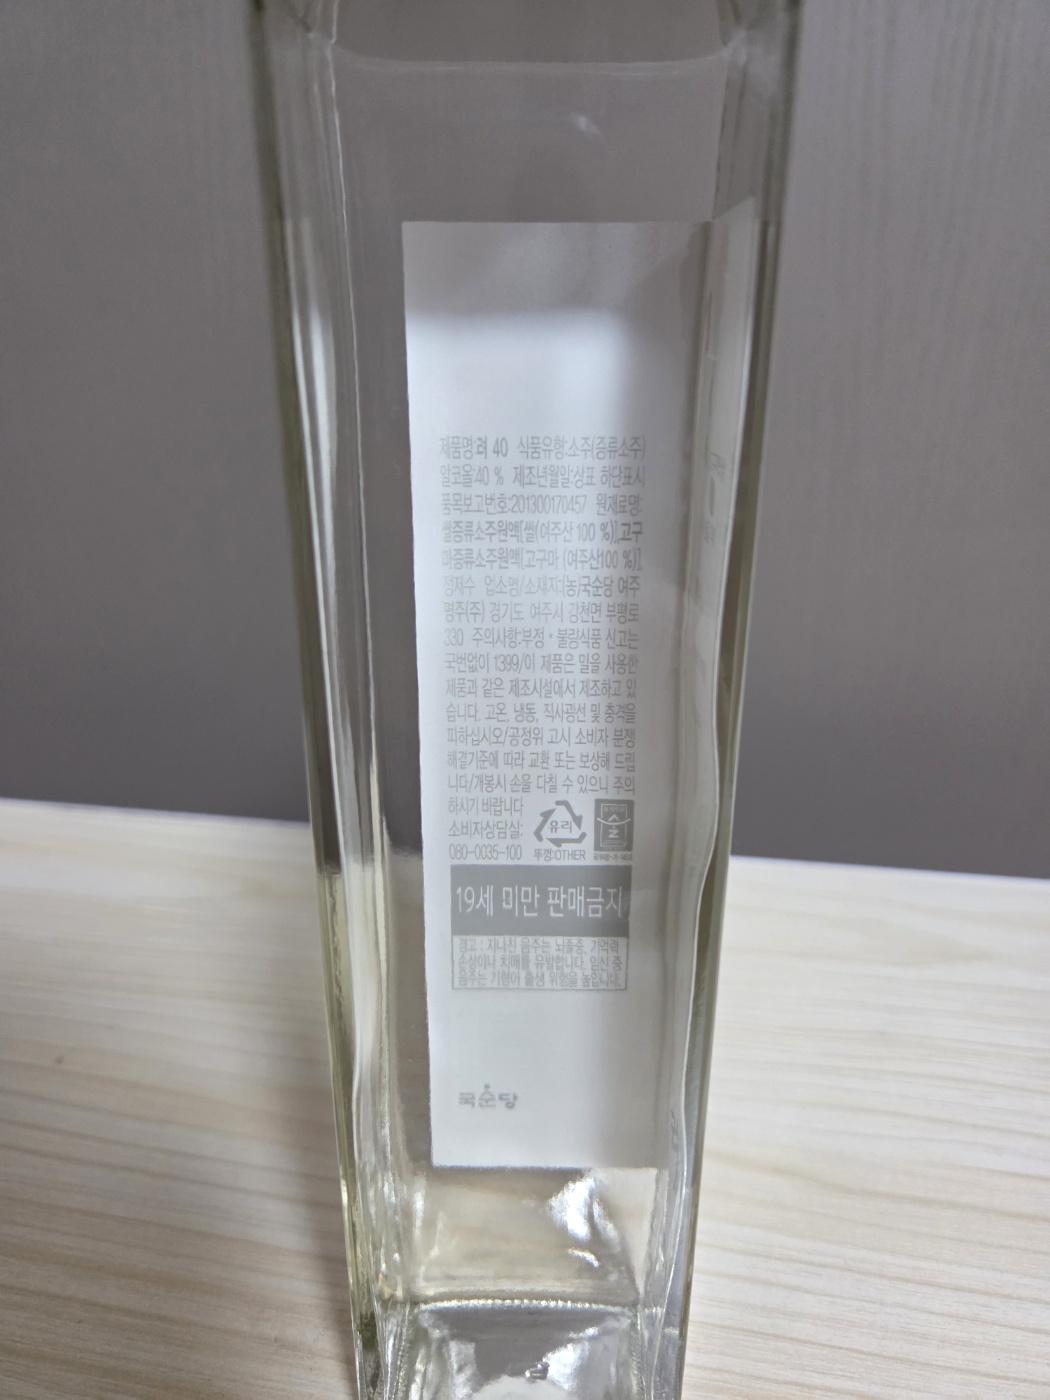 제품명:려 40 식품유형:소주(증류소주)
알코올:40 % 제조년월일:상표 하단표시
품목보고번호:201300170457 원재료명:
쌀증류소주원액[쌀(여주산 100 %)],고구
마증류소주원액[고구마 (여주산100 %)],
정제수 업소명/소재지:(농)국순당 여주
명주(주) 경기도 여주시 강천면 부평로
330 주의사항:부정•불량식품 신고는
국번없이 1399/이 제품은 밀을 사용한
제품과 같은 제조시설에서 제조하고 있
습니다. 고온, 냉동, 직사광선 및 충격을
피하십시오/공정위 고시 소비자 분쟁
해결기준에 따라 교환 또는 보상해 드립
니다/개봉시 손을 다칠 수 있으니 주의
하시기 바랍니다
소비자상담실:
080-0035-100
유리
뚜껑:OTHER
술
19세 미만 판매금지
경고 : 지나친 음주는 뇌졸중, 기억력
손상이나 치매를 유발합니다. 임신 중
음주는 기형아 출생 위험을 높입니다.
국순당